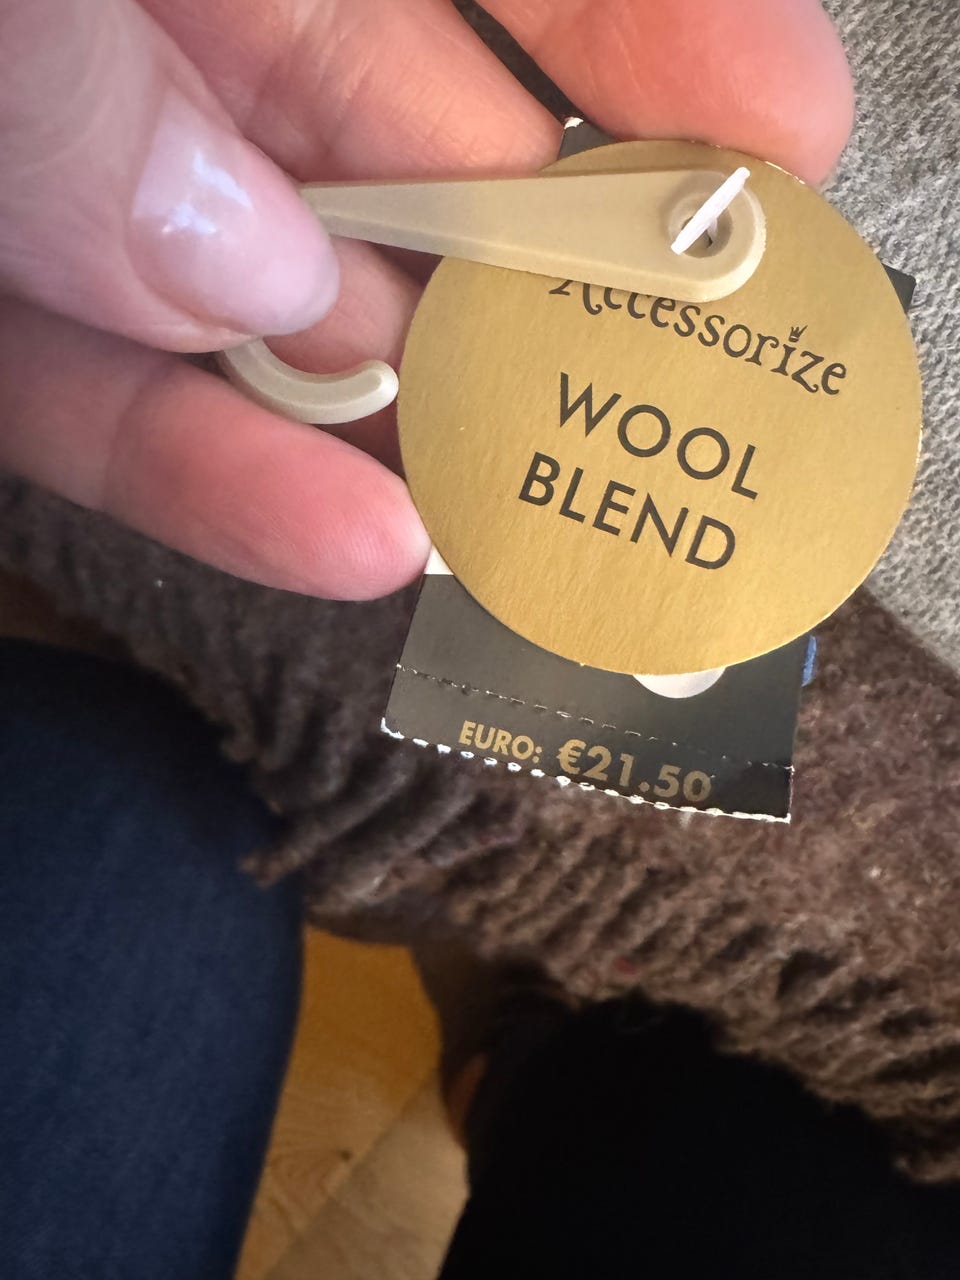 Accessorize
WOOL
BLEND
EURO: €21.50